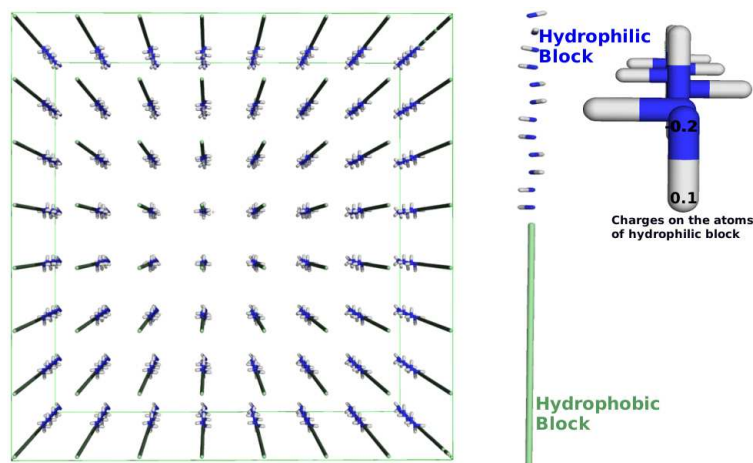 Hydrophilic
Block
-0.2
0.1
Charges on the atoms
of hydrophilic block
Hydrophobic
Block